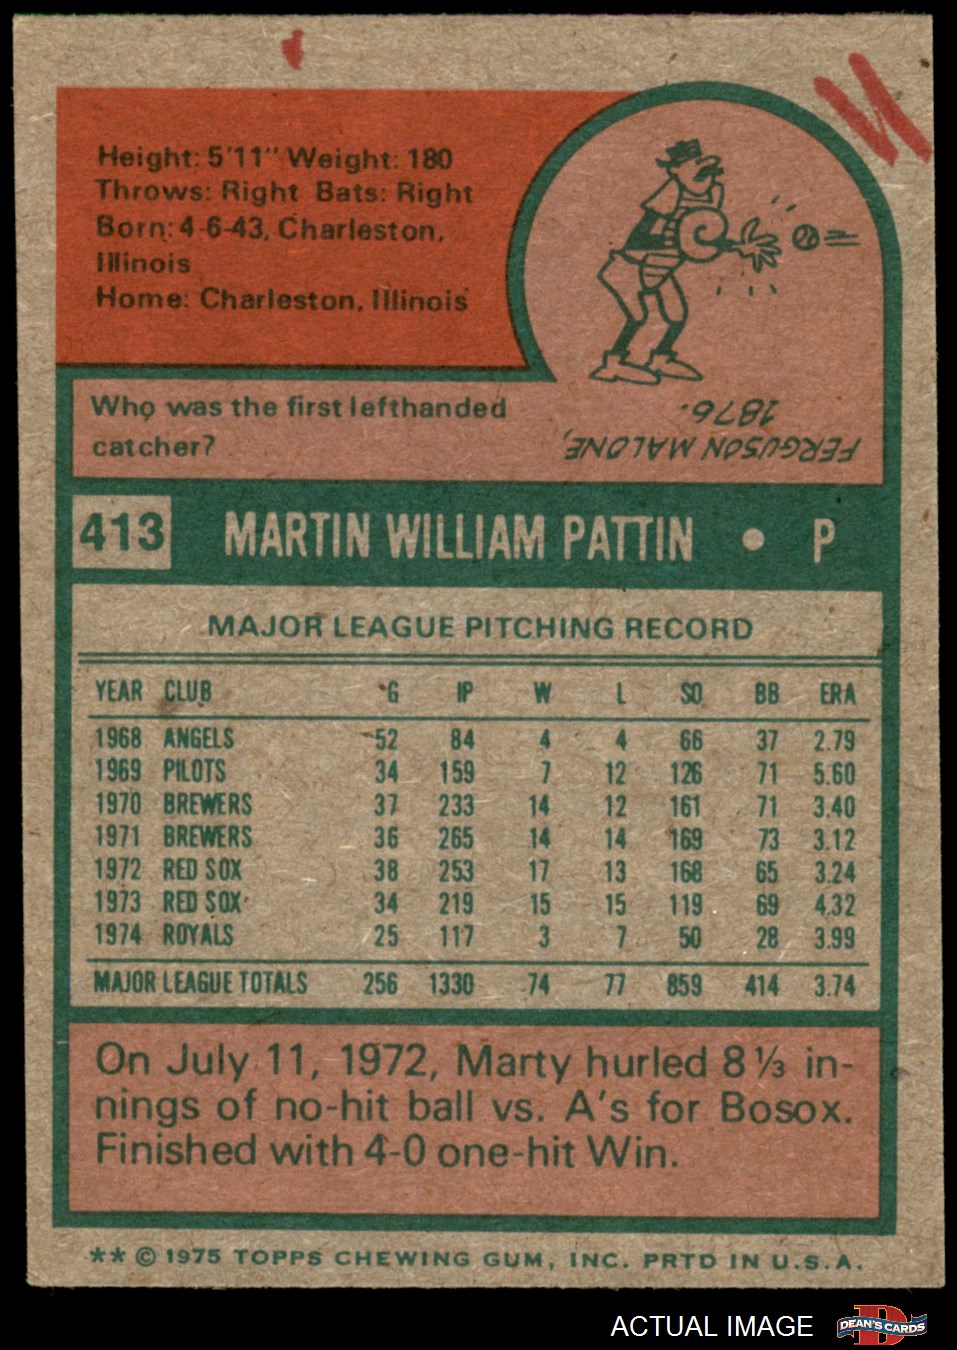 Height: 5'11" Weight: 180
Throws: Right Bats: Right
Born: 4-6-43, Charleston,
Illinois
Home: Charleston, Illinois
Who was the first lefthanded
catcher?
FERGUSON MALONE,
1876.
413 MARTIN WILLIAM PATTIN • P
MAJOR LEAGUE PITCHING RECORD
YEAR CLUB G IP W L SO BB ERA
1968 ANGELS 52 84 4 4 66 37 2.79
1969 PILOTS 34 159 7 12 126 71 5.60
1970 BREWERS 37 233 14 12 161 71 3.40
1971 BREWERS 36 265 14 14 169 73 3.12
1972 RED SOX 38 253 17 13 168 65 3.24
1973 RED SOX 34 219 15 15 119 69 4.32
1974 ROYALS 25 117 3 7 50 28 3.99
MAJOR LEAGUE TOTALS 256 1330 74 77 859 414 3.74
On July 11, 1972, Marty hurled 8 ⅓ in-
nings of no-hit ball vs. A's for Bosox.
Finished with 4-0 one-hit Win.
** © 1975 TOPPS CHEWING GUM, INC. PRTD IN U.S.A.
ACTUAL IMAGE DEAN'S CARDS